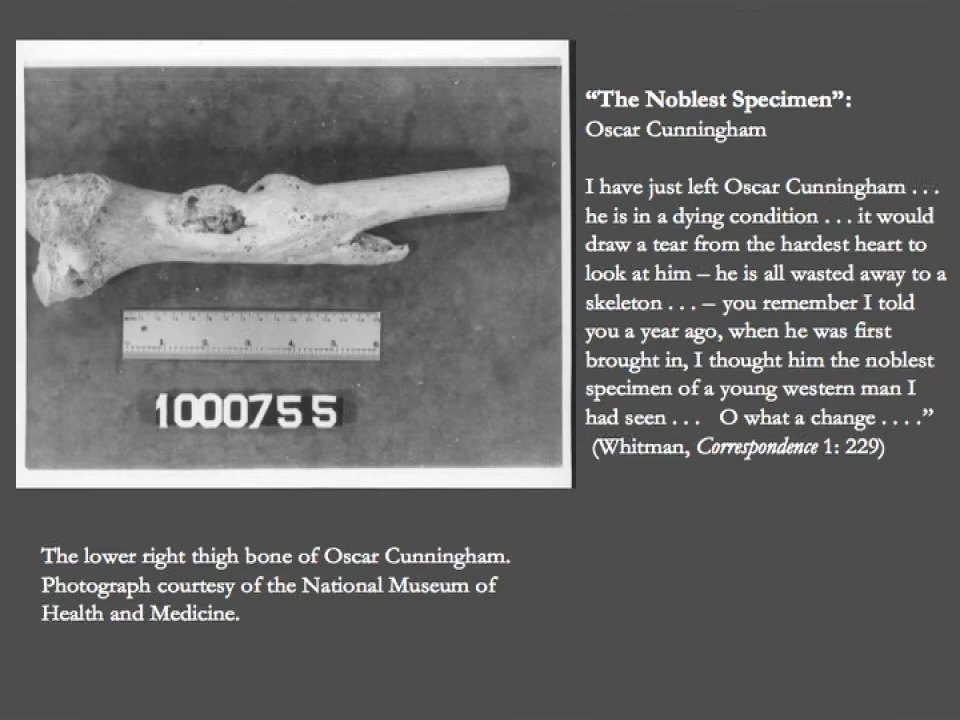 “The Noblest Specimen”:
Oscar Cunningham
I have just left Oscar Cunningham . . .
he is in a dying condition . . . it would
draw a tear from the hardest heart to
look at him – he is all wasted away to a
skeleton . . . – you remember I told
you a year ago, when he was first
brought in, I thought him the noblest
specimen of a young western man I
had seen . . .   O what a change . . . .”
(Whitman, Correspondence 1: 229)
1000755
The lower right thigh bone of Oscar Cunningham.
Photograph courtesy of the National Museum of
Health and Medicine.